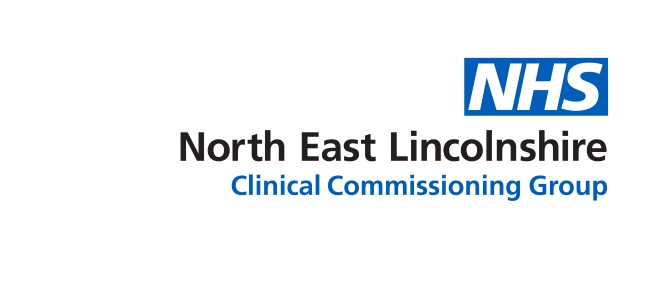 NHS
North East Lincolnshire
Clinical Commissioning Group